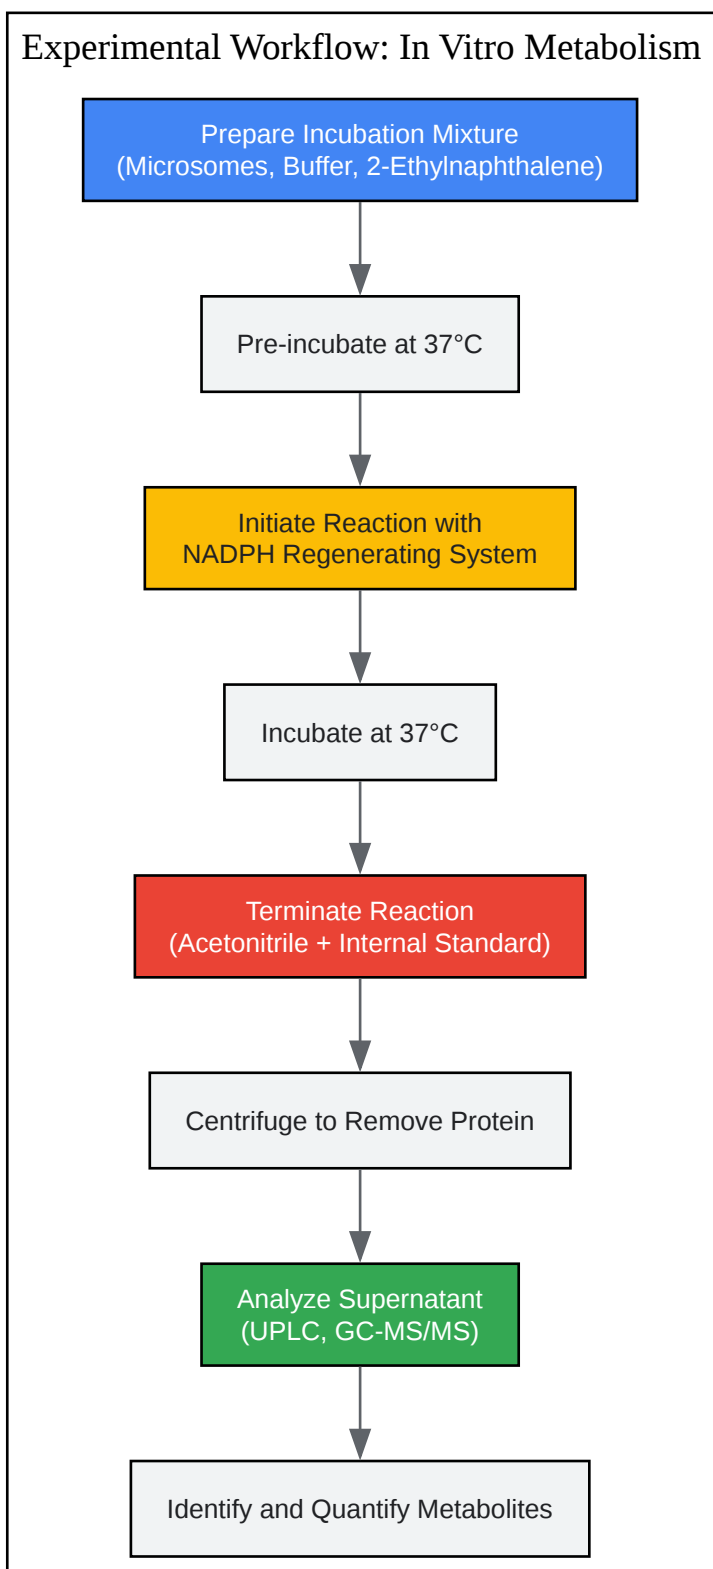 Experimental Workflow: In Vitro Metabolism
Prepare Incubation Mixture
(Microsomes, Buffer, 2-Ethylnaphthalene)
Pre-incubate at 37°C
Initiate Reaction with
NADPH Regenerating System
Incubate at 37°C
Terminate Reaction
(Acetonitrile + Internal Standard)
Centrifuge to Remove Protein
Analyze Supernatant
(UPLC, GC-MS/MS)
Identify and Quantify Metabolites